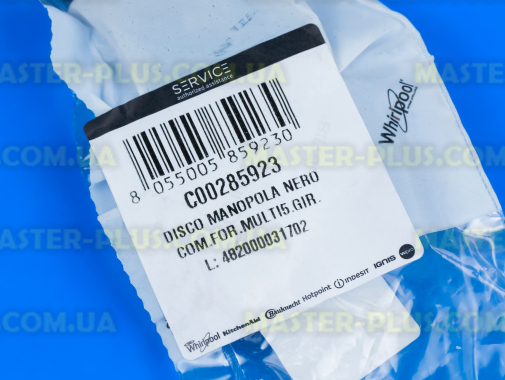 MASTER-PLUS.COM.UA
SERVICE
authorized assistance
Whirlpool
8 055005 859230
C00285923
DISCO MANOPOLA NERO
COM.FOR.MULTI5.GIR.
L: 482000031702
Whirlpool KitchenAid Bauknecht Hotpoint indesit IGNIS